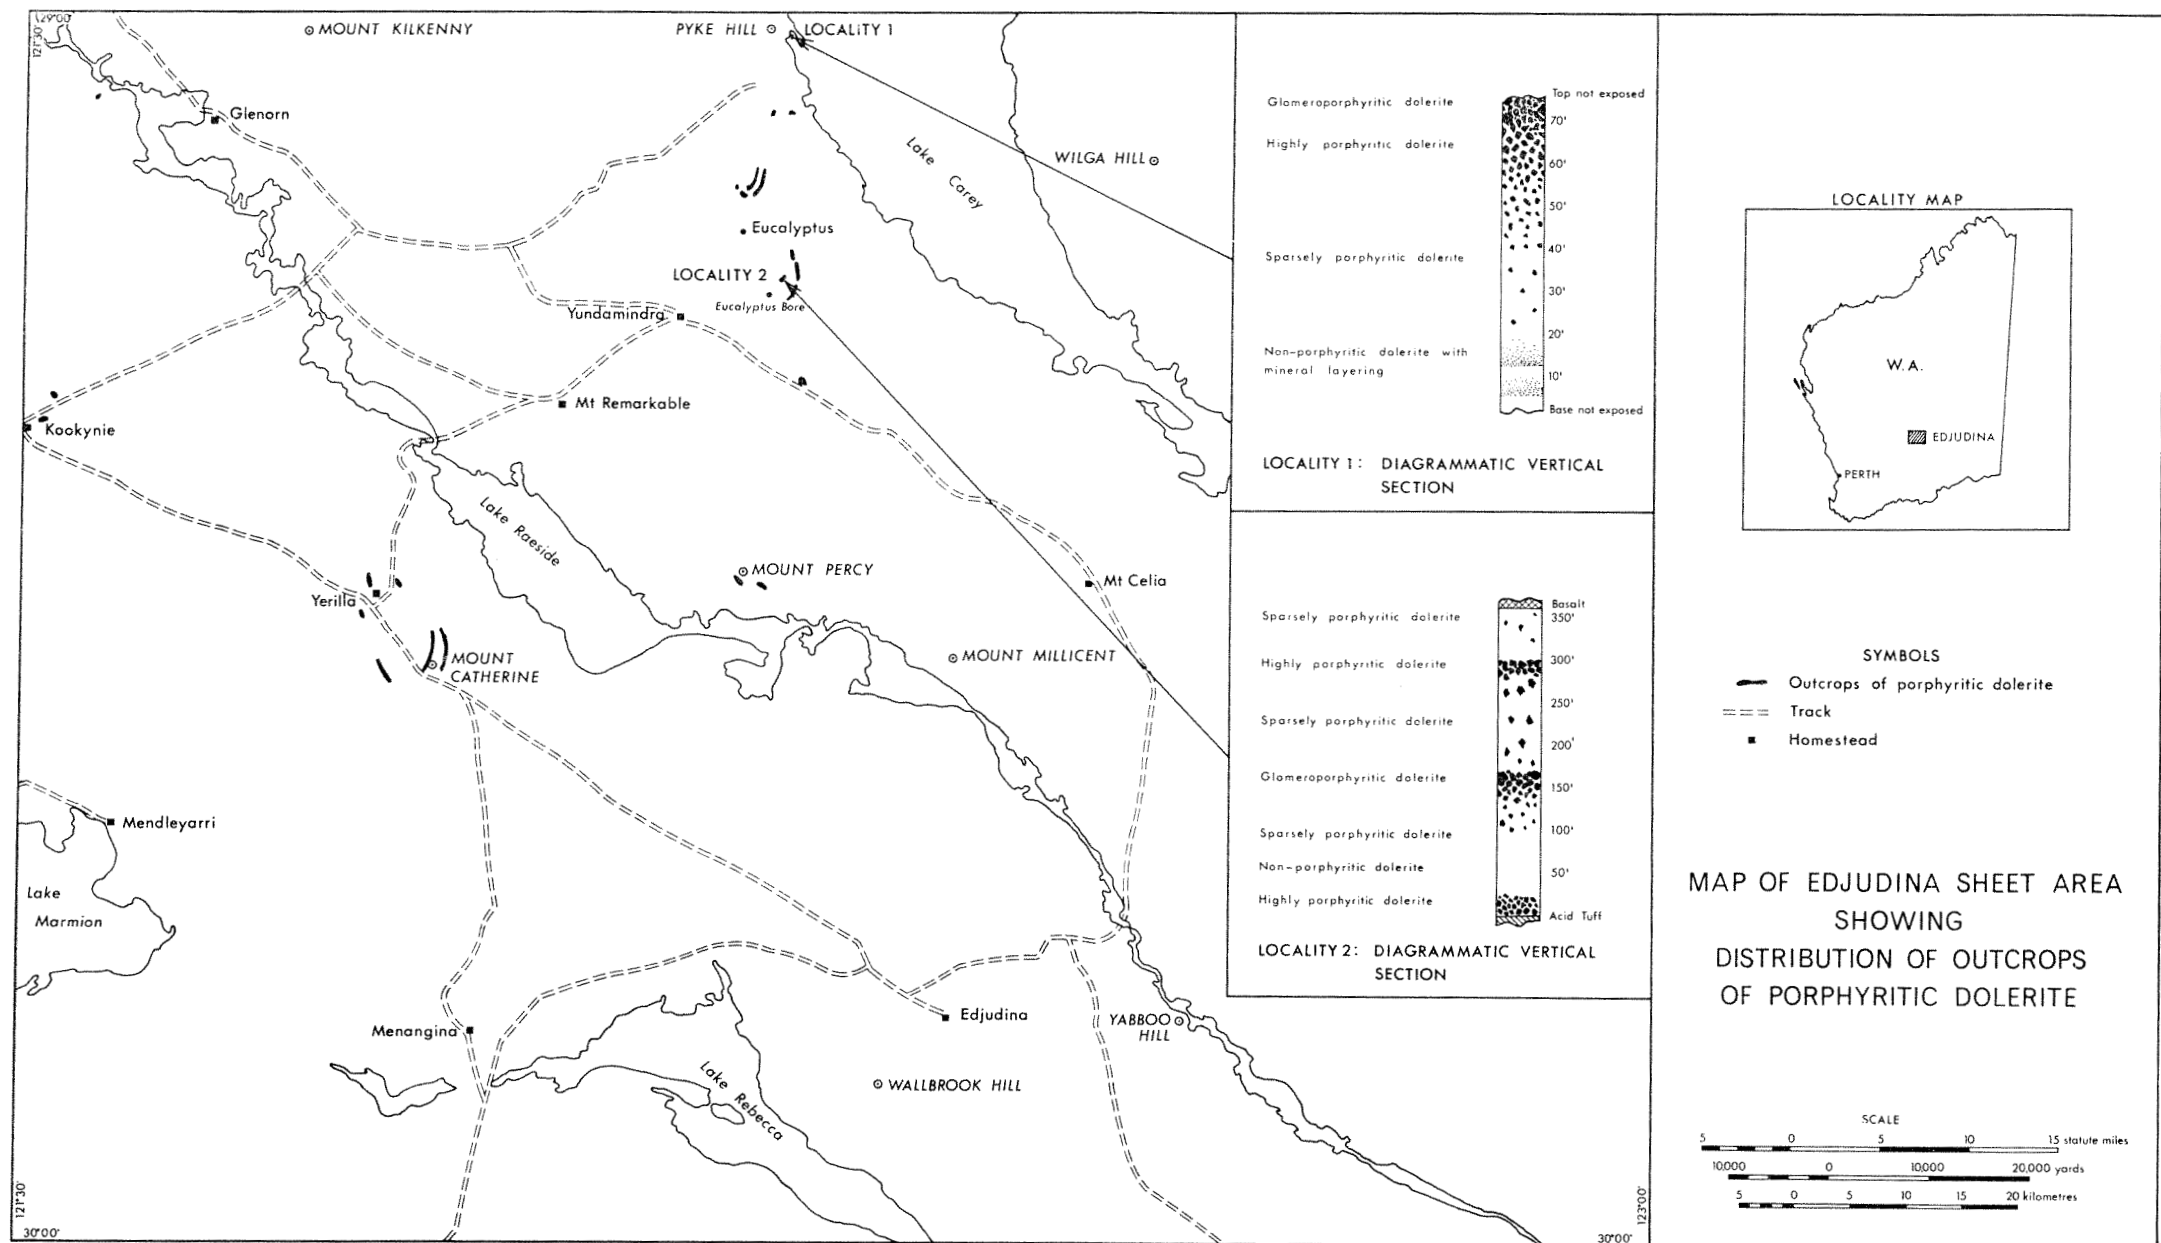 29°00'
121°30'
MOUNT KILKENNY
PYKE HILL
LOCALITY 1
Glenorn
Lake Carey
WILGA HILL
Eucalyptus
LOCALITY 2
Eucalyptus Bore
Yundamindra
Mt Remarkable
Kookynie
Lake Raeside
MOUNT PERCY
Mt Celia
Yerilla
MOUNT
CATHERINE
MOUNT MILLICENT
Mendleyarri
Lake
Marmion
Menangina
Edjudina
YABBOO
HILL
Lake Rebecca
WALLBROOK HILL
121°30'
30°00'
123°00'
30°00'
Glomeroporphyritic dolerite
Highly porphyritic dolerite
Sparsely porphyritic dolerite
Non-porphyritic dolerite with
mineral layering
Top not exposed
70'
60'
50'
40'
30'
20'
10'
Base not exposed
LOCALITY 1: DIAGRAMMATIC VERTICAL
SECTION
Sparsely porphyritic dolerite
Highly porphyritic dolerite
Sparsely porphyritic dolerite
Glomeroporphyritic dolerite
Sparsely porphyritic dolerite
Non-porphyritic dolerite
Highly porphyritic dolerite
Basalt
350'
300'
250'
200'
150'
100'
50'
Acid Tuff
LOCALITY 2: DIAGRAMMATIC VERTICAL
SECTION
LOCALITY MAP
W.A.
EDJUDINA
PERTH
SYMBOLS
Outcrops of porphyritic dolerite
Track
Homestead
MAP OF EDJUDINA SHEET AREA
SHOWING
DISTRIBUTION OF OUTCROPS
OF PORPHYRITIC DOLERITE
SCALE
5 0 5 10 15 statute miles
10,000 0 10,000 20,000 yards
5 0 5 10 15 20 kilometres